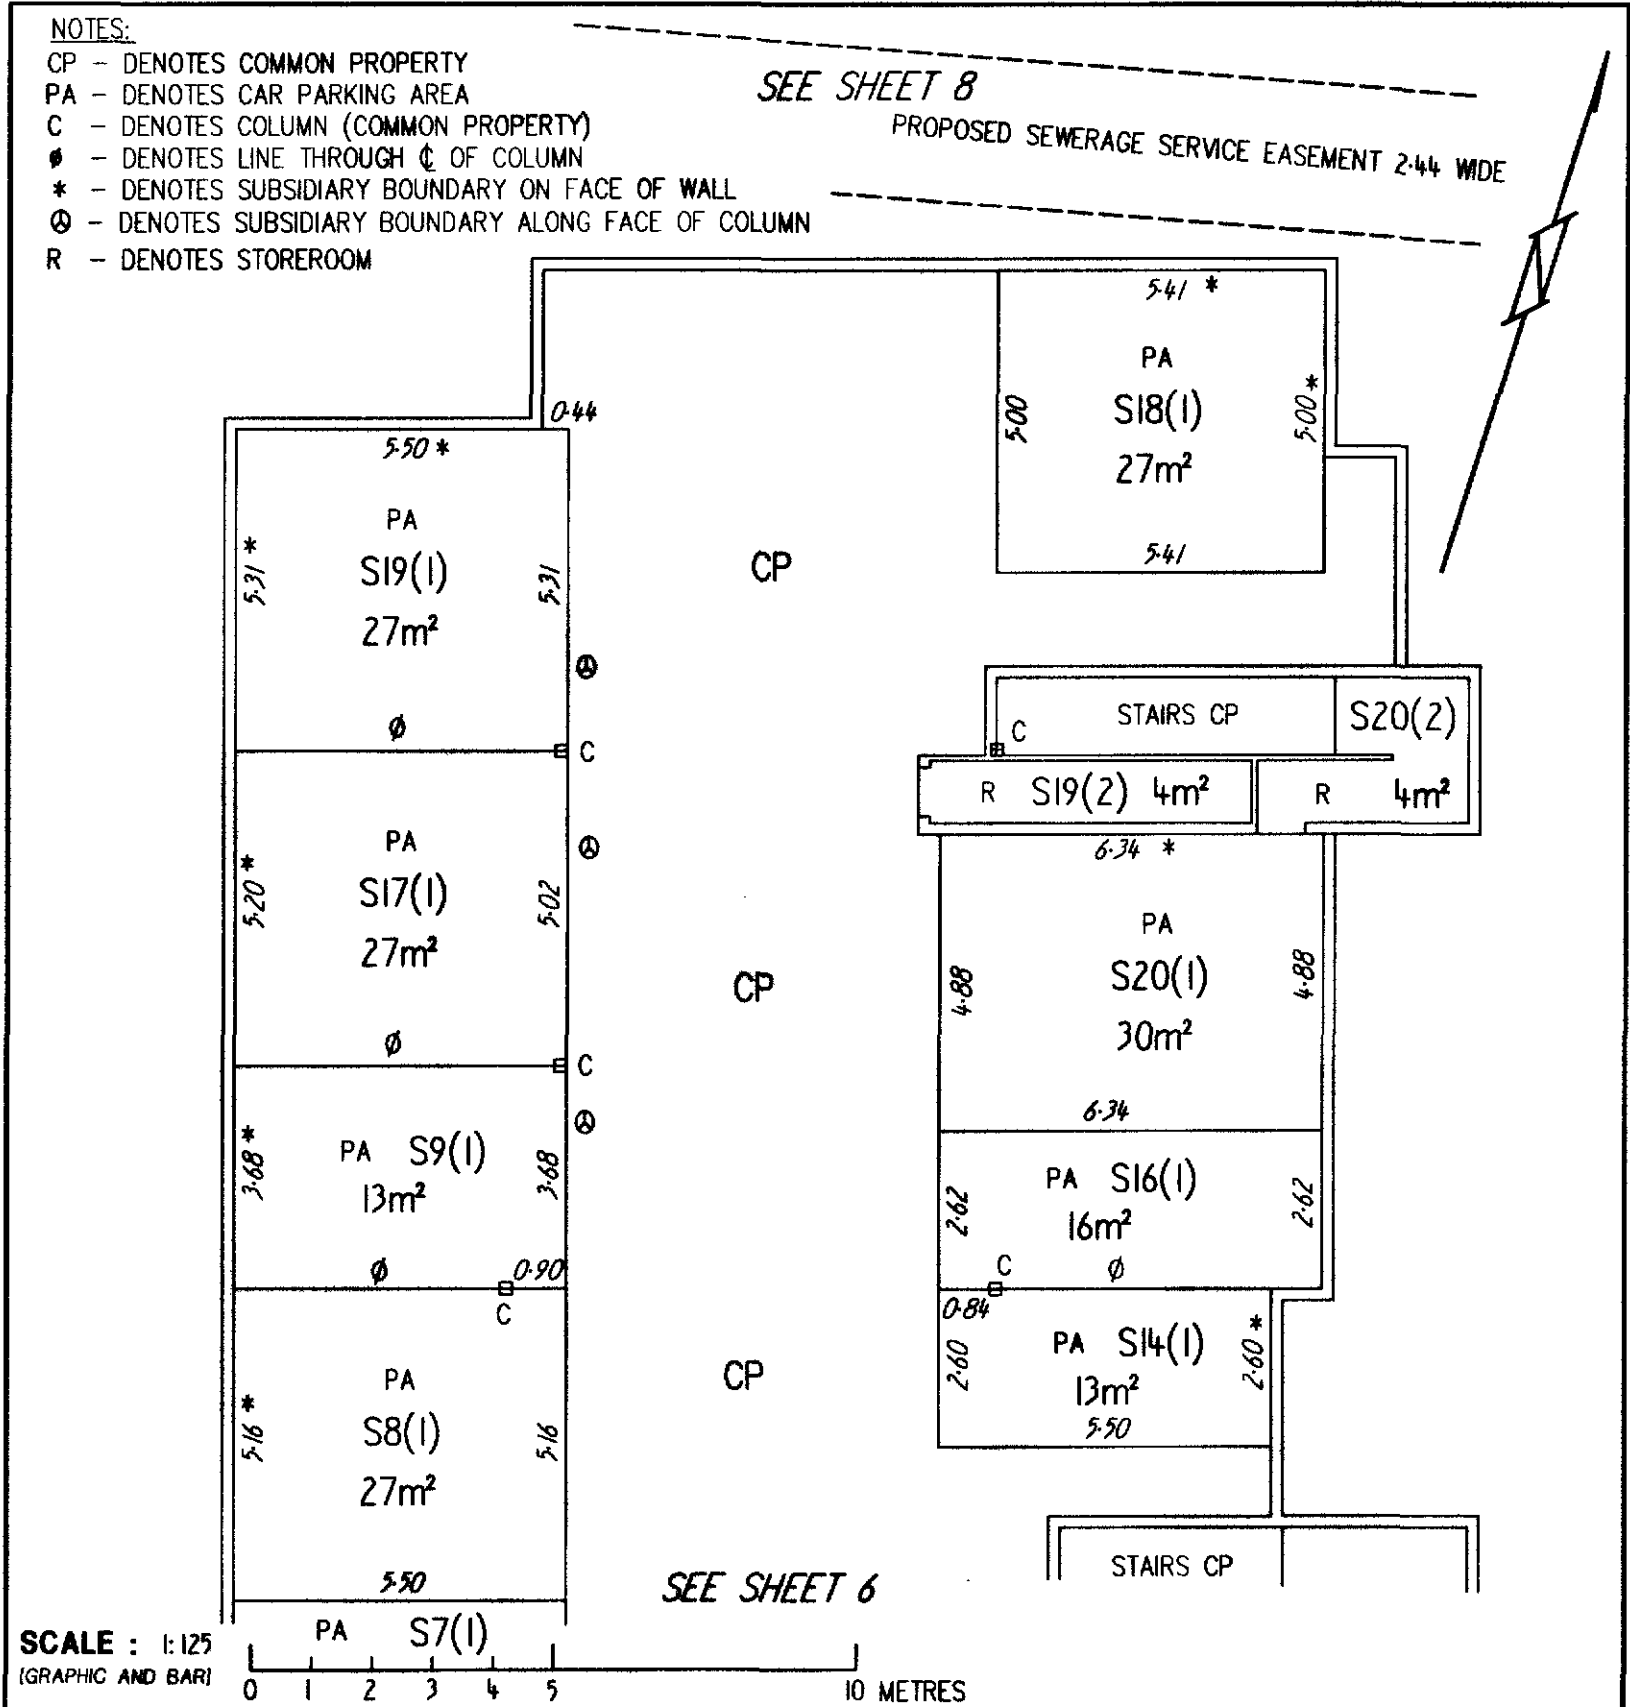 NOTES:
CP - DENOTES COMMON PROPERTY
PA - DENOTES CAR PARKING AREA
C - DENOTES COLUMN (COMMON PROPERTY)
ø - DENOTES LINE THROUGH ℄ OF COLUMN
* - DENOTES SUBSIDIARY BOUNDARY ON FACE OF WALL
- DENOTES SUBSIDIARY BOUNDARY ALONG FACE OF COLUMN
R - DENOTES STOREROOM
SEE SHEET 8
PROPOSED SEWERAGE SERVICE EASEMENT 2·44 WIDE
N
5·41 *
PA
S18(1)
27m²
5·00
5·00 *
5·41
0·44
5·50 *
PA
S19(1)
27m²
5·31 *
5·31
ø
C
CP
STAIRS CP
S20(2)
C
R S19(2) 4m²
R 4m²
PA
S17(1)
27m²
5·20 *
5·02
ø
C
CP
6·34 *
PA
S20(1)
30m²
4·88
4·88
6·34
PA S9(1)
13m²
3·68 *
3·68
ø
0·90
C
PA S16(1)
16m²
2·62
2·62
C
ø
0·84
PA S14(1)
13m²
2·60
2·60 *
5·50
CP
PA
S8(1)
27m²
5·16 *
5·16
5·50
SEE SHEET 6
STAIRS CP
PA S7(1)
SCALE : 1:125
(GRAPHIC AND BAR)
0 1 2 3 4 5 10 METRES